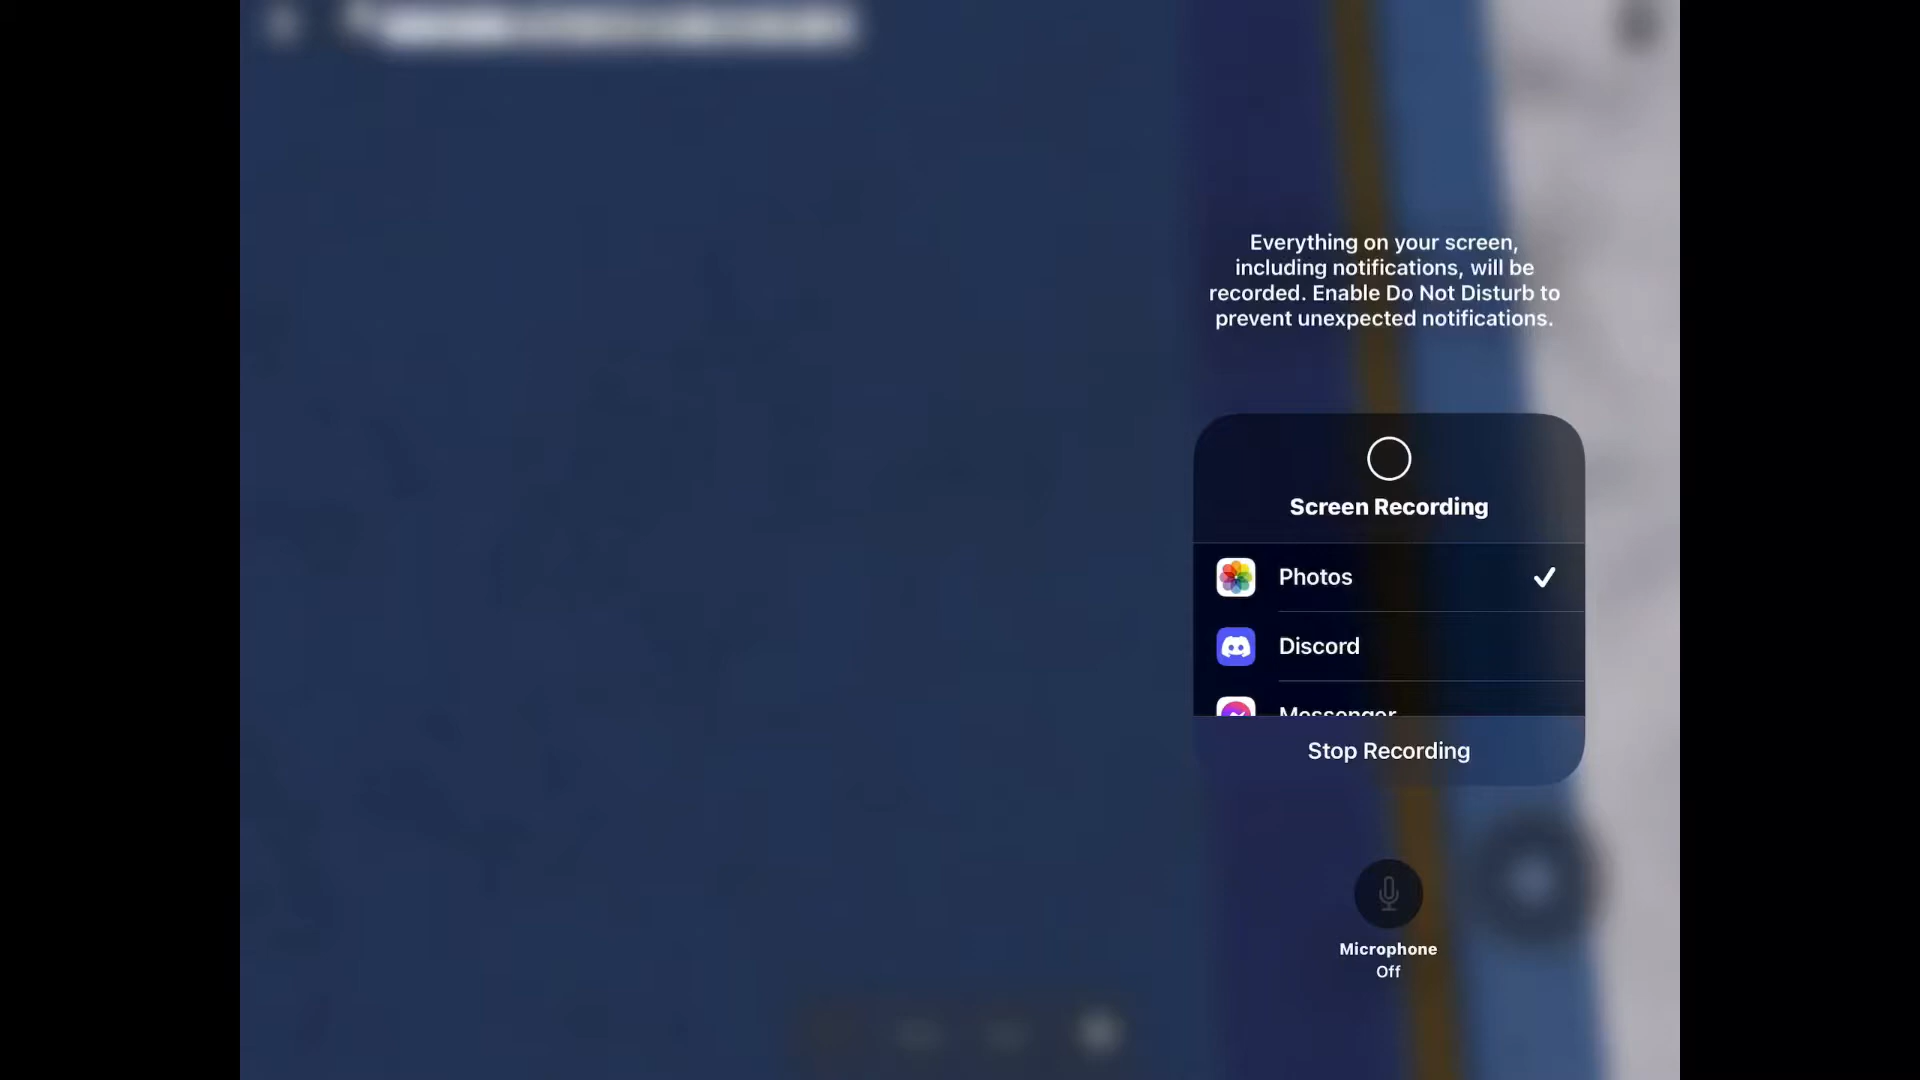 Everything on your screen,
including notifications, will be
recorded. Enable Do Not Disturb to
prevent unexpected notifications.
Screen Recording
Photos
Discord
Messenger
Stop Recording
Microphone
Off